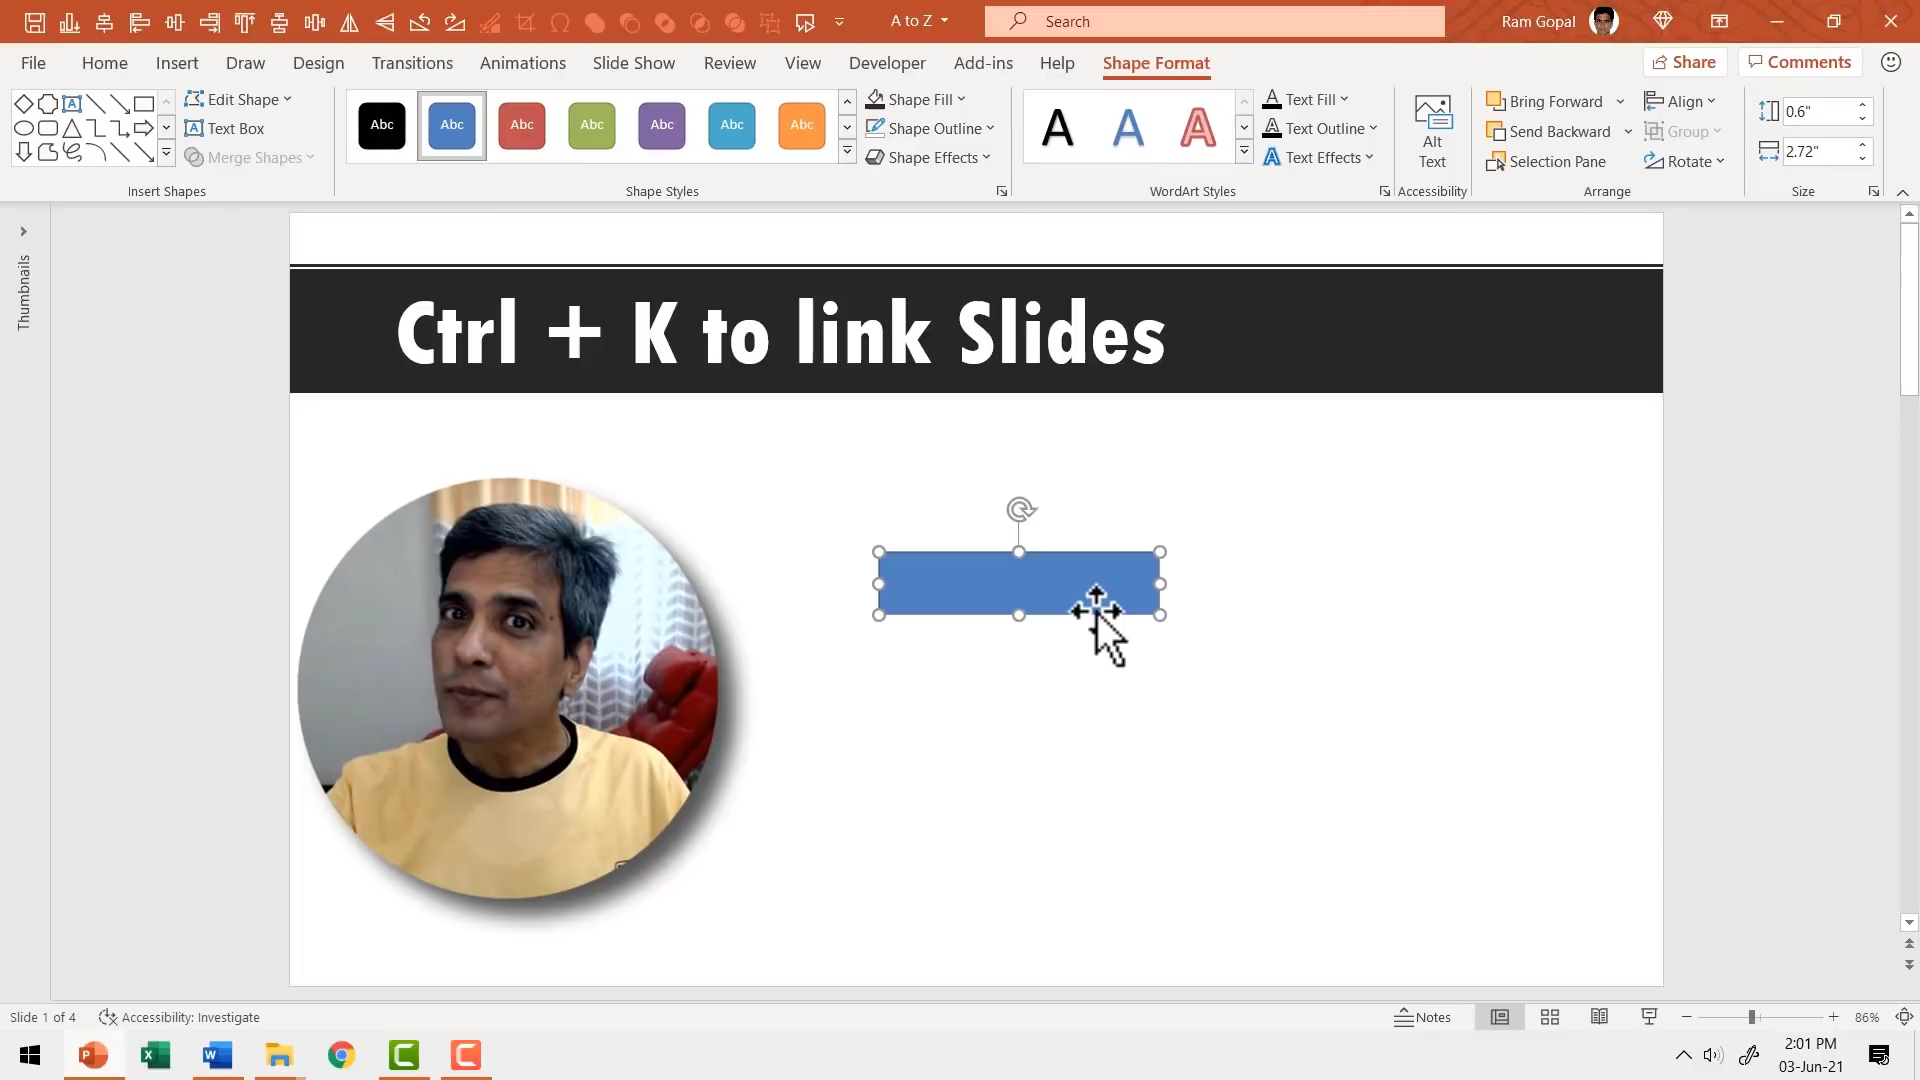 A to Z
Search
Ram Gopal
File Home Insert Draw Design Transitions Animations Slide Show Review View Developer Add-ins Help Shape Format
Share
Comments
Edit Shape
Text Box
Merge Shapes
Insert Shapes
Abc Abc Abc Abc Abc Abc Abc
Shape Styles
Shape Fill
Shape Outline
Shape Effects
A A A
WordArt Styles
Text Fill
Text Outline
Text Effects
Alt
Text
Accessibility
Bring Forward
Send Backward
Selection Pane
Align
Group
Rotate
Arrange
0.6"
2.72"
Size
Thumbnails
Ctrl + K to link Slides
Slide 1 of 4
Accessibility: Investigate
Notes
86%
2:01 PM
03-Jun-21